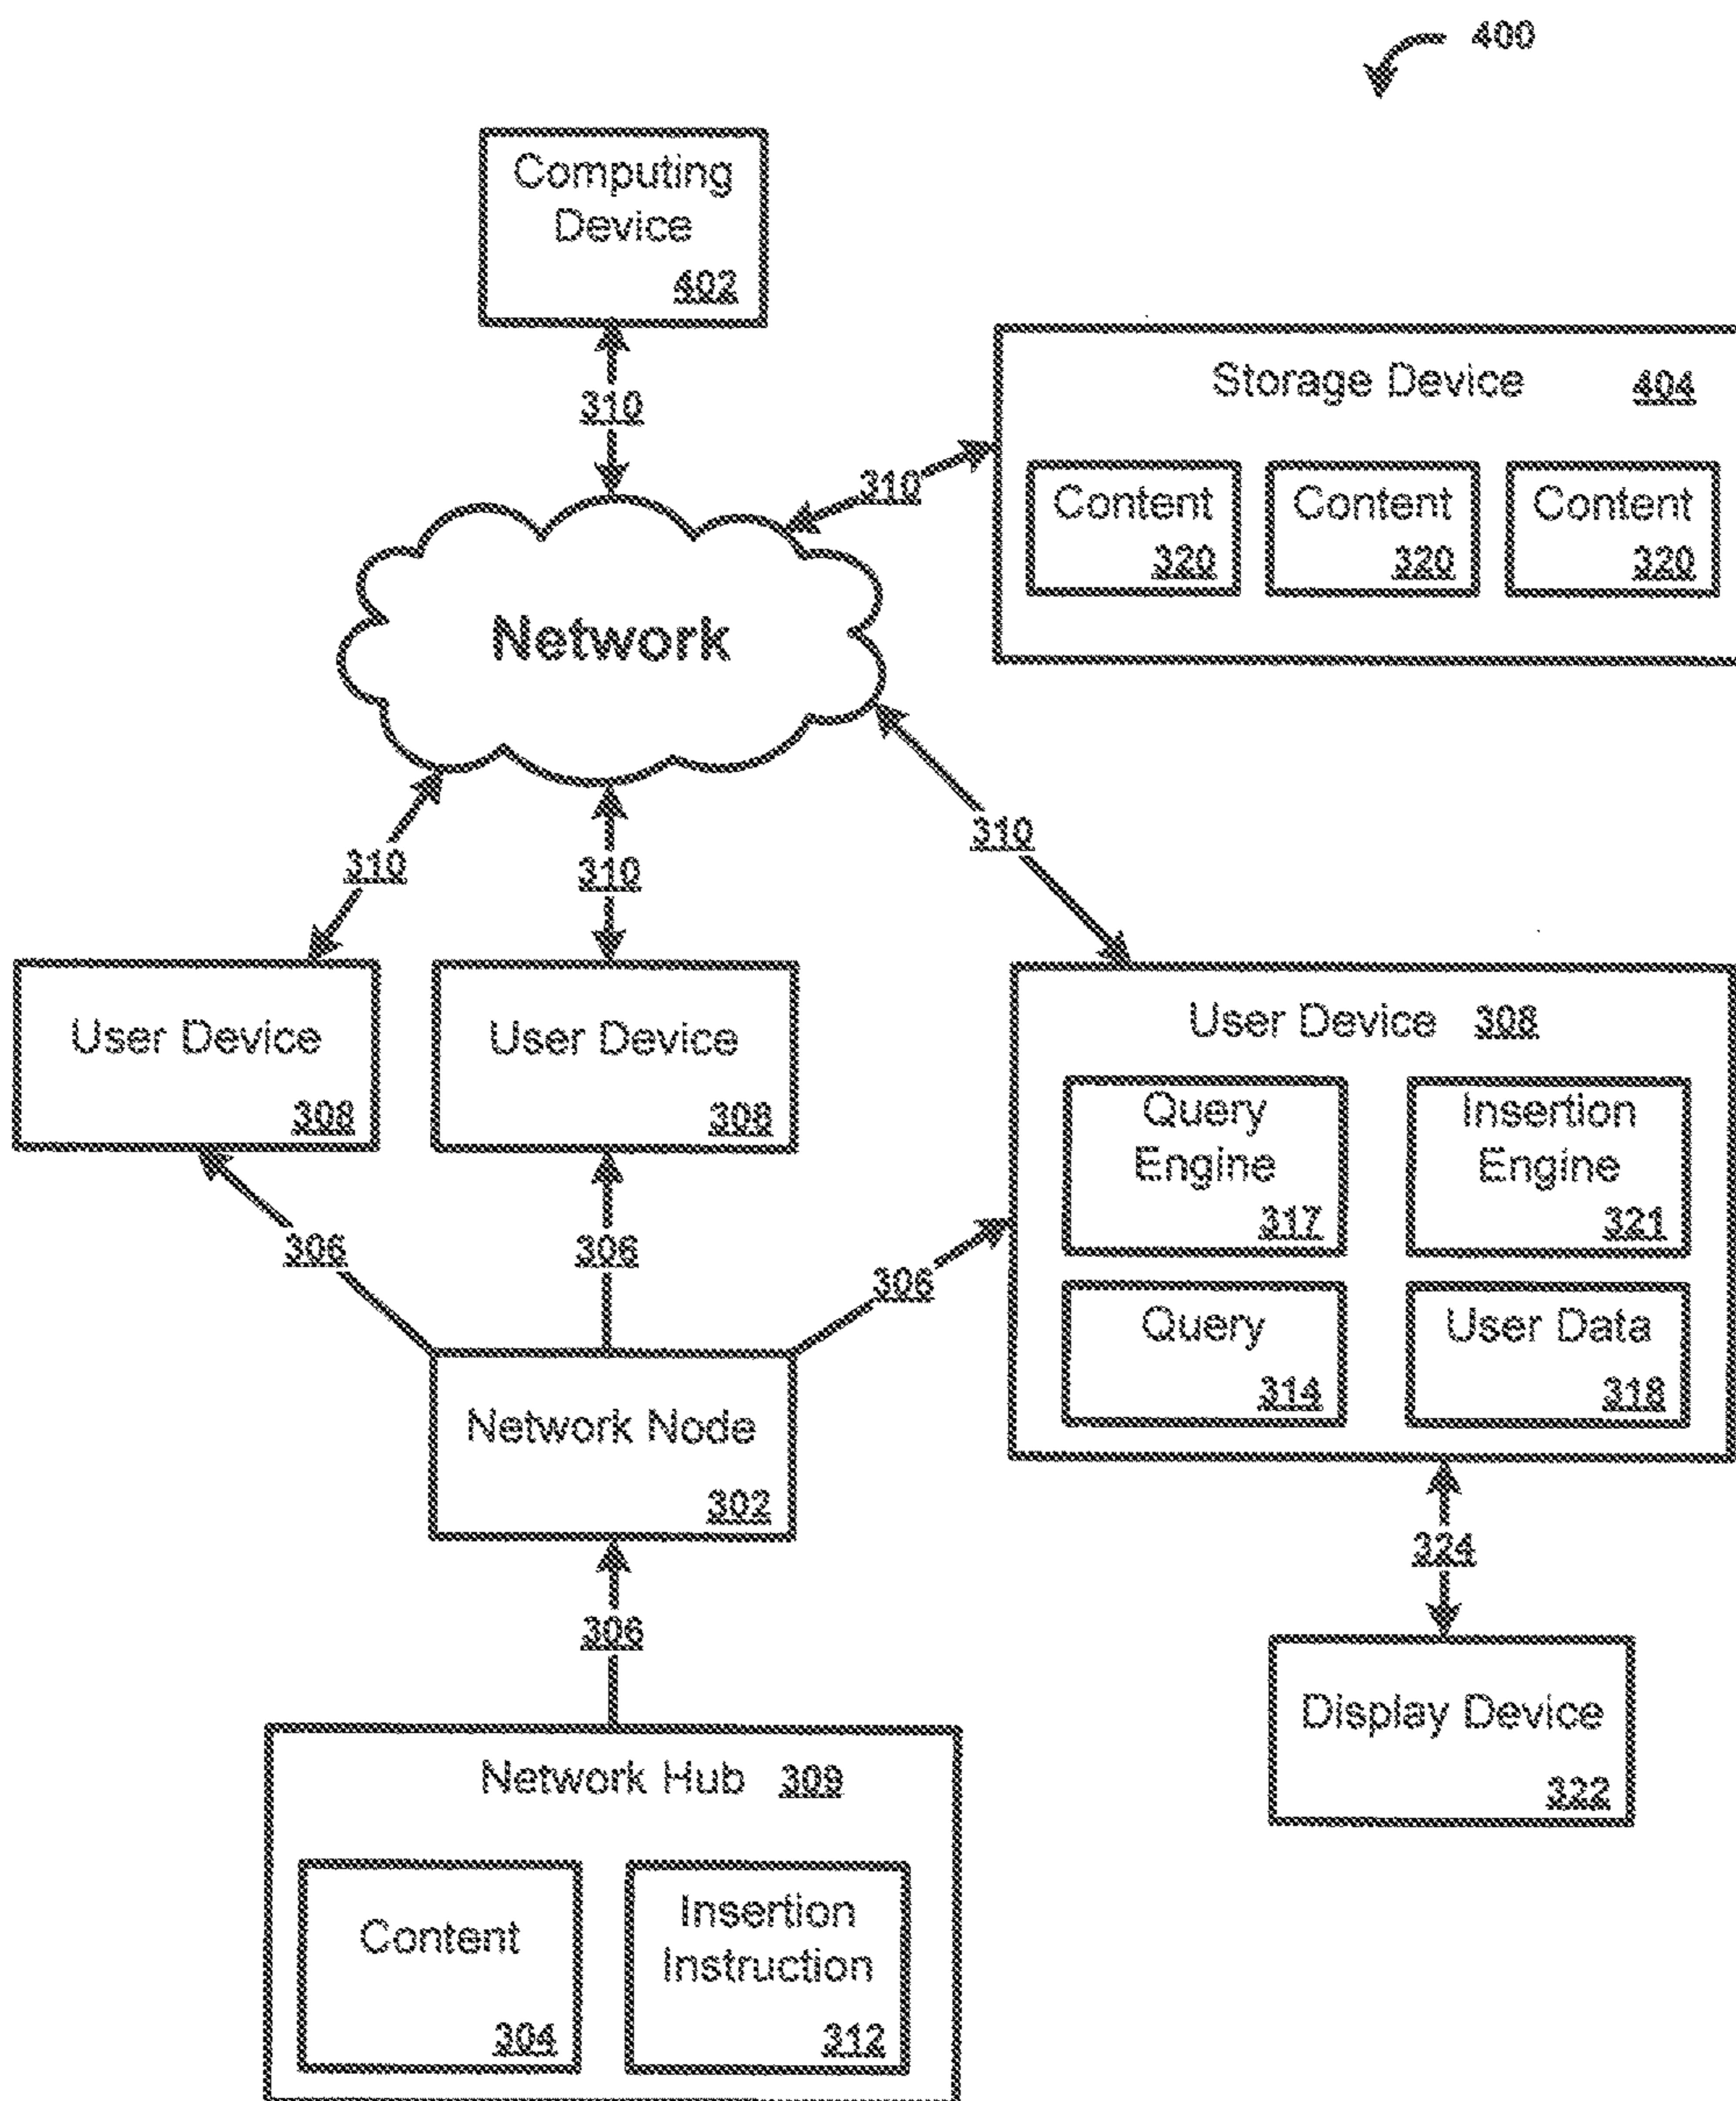 400
Computing
Device
402
310
Storage Device 404
310
Content
320
Content
320
Content
320
Network
310
310
310
User Device
308
User Device
308
User Device 308
Query
Engine
317
Insertion
Engine
321
Query
314
User Data
318
306
306
306
Network Node
302
324
306
Display Device
322
Network Hub 309
Content
304
Insertion
Instruction
312